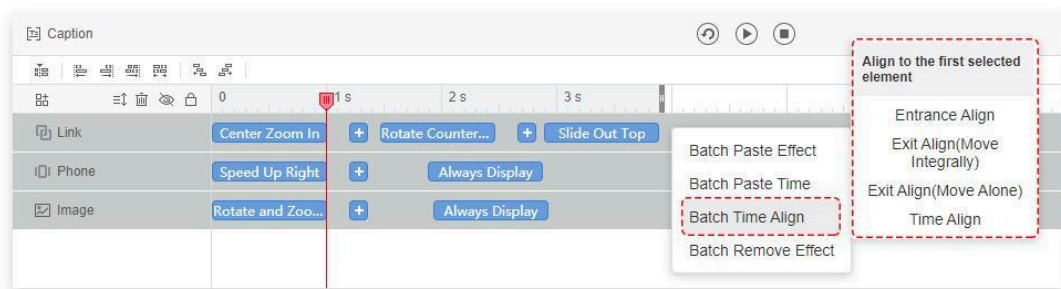 Caption
0
1 s
2 s
3 s
Link
Center Zoom In
Rotate Counter...
Slide Out Top
Phone
Speed Up Right
Always Display
Image
Rotate and Zoo...
Always Display
Batch Paste Effect
Batch Paste Time
Batch Time Align
Batch Remove Effect
Align to the first selected
element
Entrance Align
Exit Align(Move
Integrally)
Exit Align(Move Alone)
Time Align